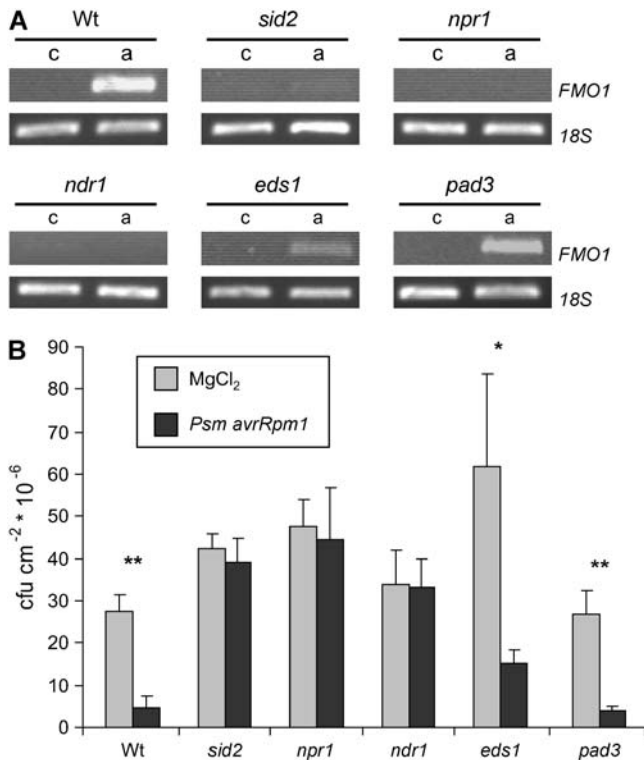 A
Wt sid2 npr1
c a c a c a
FMO1
18S
ndr1 eds1 pad3
c a c a c a
FMO1
18S
B
90
80
70
60
50
40
30
20
10
0
cfu cm⁻² * 10⁻⁶
MgCl₂
Psm avrRpm1
**
*
**
Wt sid2 npr1 ndr1 eds1 pad3